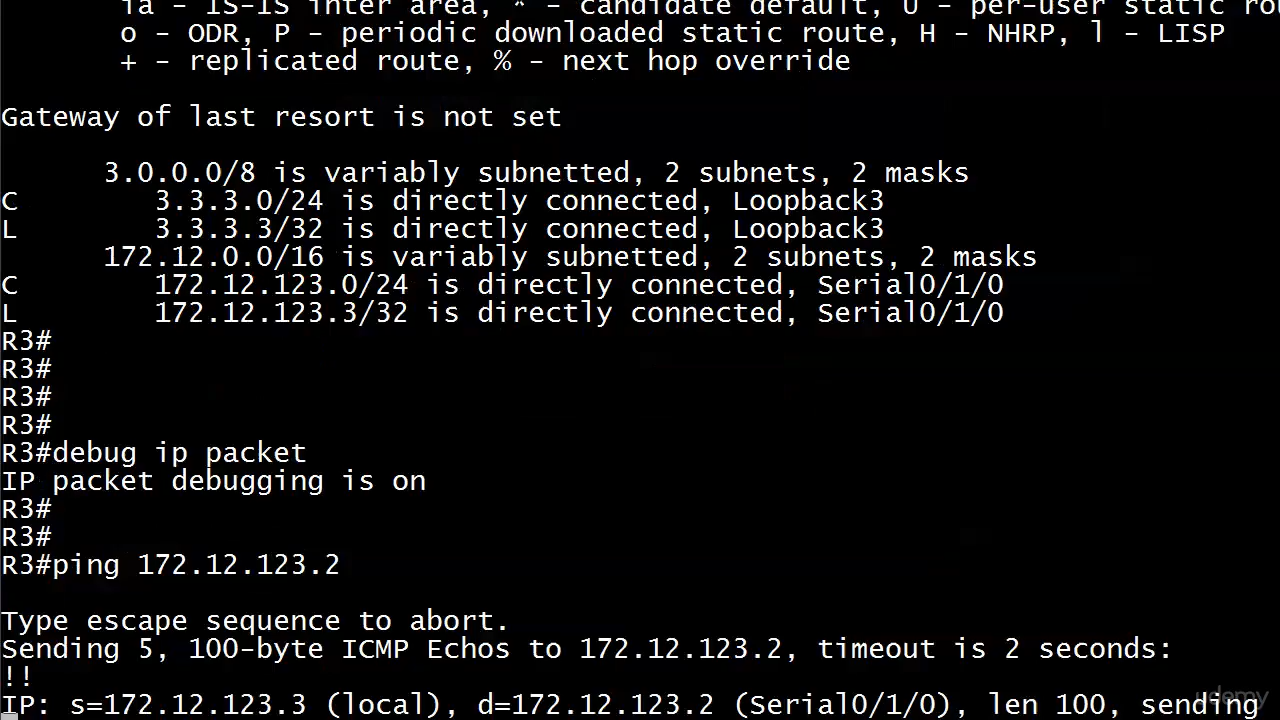 ia - IS-IS inter area, * - candidate default, U - per-user static rou
o - ODR, P - periodic downloaded static route, H - NHRP, l - LISP
+ - replicated route, % - next hop override
Gateway of last resort is not set
3.0.0.0/8 is variably subnetted, 2 subnets, 2 masks
C 3.3.3.0/24 is directly connected, Loopback3
L 3.3.3.3/32 is directly connected, Loopback3
172.12.0.0/16 is variably subnetted, 2 subnets, 2 masks
C 172.12.123.0/24 is directly connected, Serial0/1/0
L 172.12.123.3/32 is directly connected, Serial0/1/0
R3#
R3#
R3#
R3#
R3#debug ip packet
IP packet debugging is on
R3#
R3#
R3#ping 172.12.123.2
Type escape sequence to abort.
Sending 5, 100-byte ICMP Echos to 172.12.123.2, timeout is 2 seconds:
!!
IP: s=172.12.123.3 (local), d=172.12.123.2 (Serial0/1/0), len 100, sending
udemy